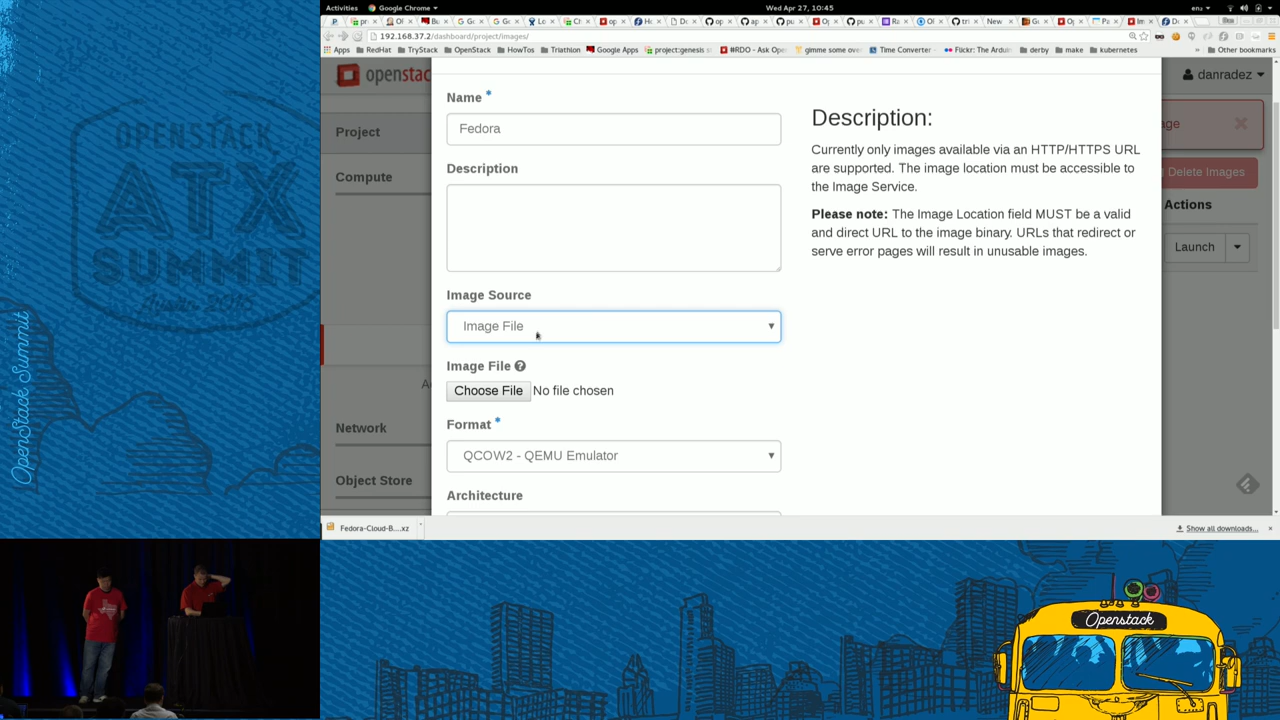 Activities
Google Chrome
Wed Apr 27, 10:45
en₂
192.168.37.2/dashboard/project/images/
Apps
RedHat
TryStack
OpenStack
HowTos
Triathlon
Google Apps
project:genesis s
#RDO - Ask Ope
gimme some ove
Time Converter
Flickr: The Ardui
derby
make
kubernetes
»
Other bookmarks
openstac
danradez
Project
Compute
Network
Object Store
Name *
Fedora
Description
Image Source
Image File
Image File
Choose File No file chosen
Format *
QCOW2 - QEMU Emulator
Architecture
Description:
Currently only images available via an HTTP/HTTPS URL
are supported. The image location must be accessible to
the Image Service.
Please note: The Image Location field MUST be a valid
and direct URL to the image binary. URLs that redirect or
serve error pages will result in unusable images.
age
Delete Images
Actions
Launch
Fedora-Cloud-B....xz
Show all downloads...
OPENSTACK
ATX
SUMMIT
Austin 2016
OpenStack Summit
Openstack